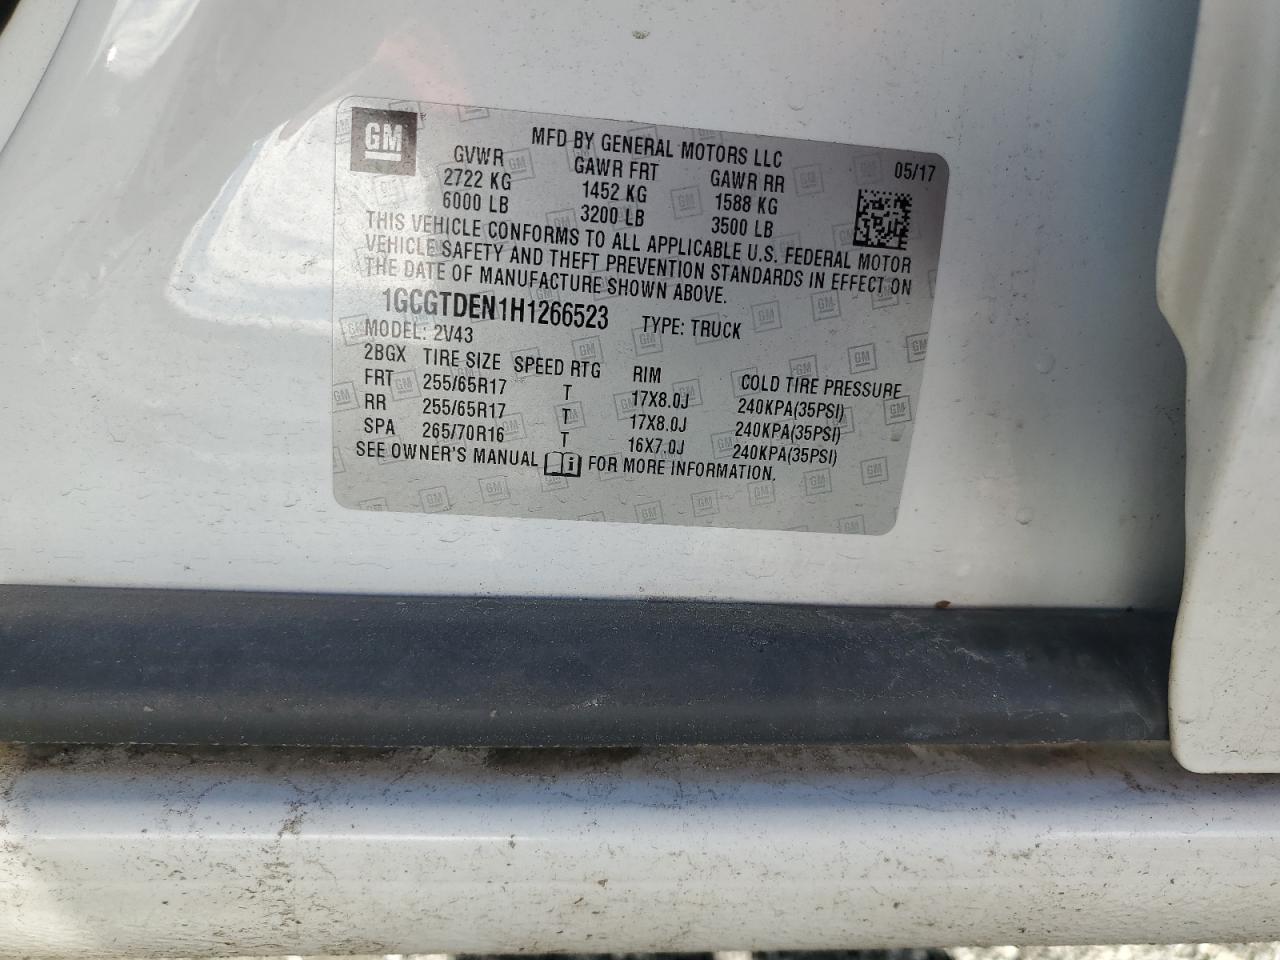 GM
MFD BY GENERAL MOTORS LLC
05/17
GVWR GAWR FRT GAWR RR
2722 KG 1452 KG 1588 KG
6000 LB 3200 LB 3500 LB
THIS VEHICLE CONFORMS TO ALL APPLICABLE U.S. FEDERAL MOTOR
VEHICLE SAFETY AND THEFT PREVENTION STANDARDS IN EFFECT ON
THE DATE OF MANUFACTURE SHOWN ABOVE.
1GCGTDEN1H1266523 TYPE: TRUCK
MODEL: 2V43
2BGX TIRE SIZE SPEED RTG RIM COLD TIRE PRESSURE
FRT 255/65R17 T 17X8.0J 240KPA(35PSI)
RR 255/65R17 T 17X8.0J 240KPA(35PSI)
SPA 265/70R16 T 16X7.0J 240KPA(35PSI)
SEE OWNER'S MANUAL i FOR MORE INFORMATION.